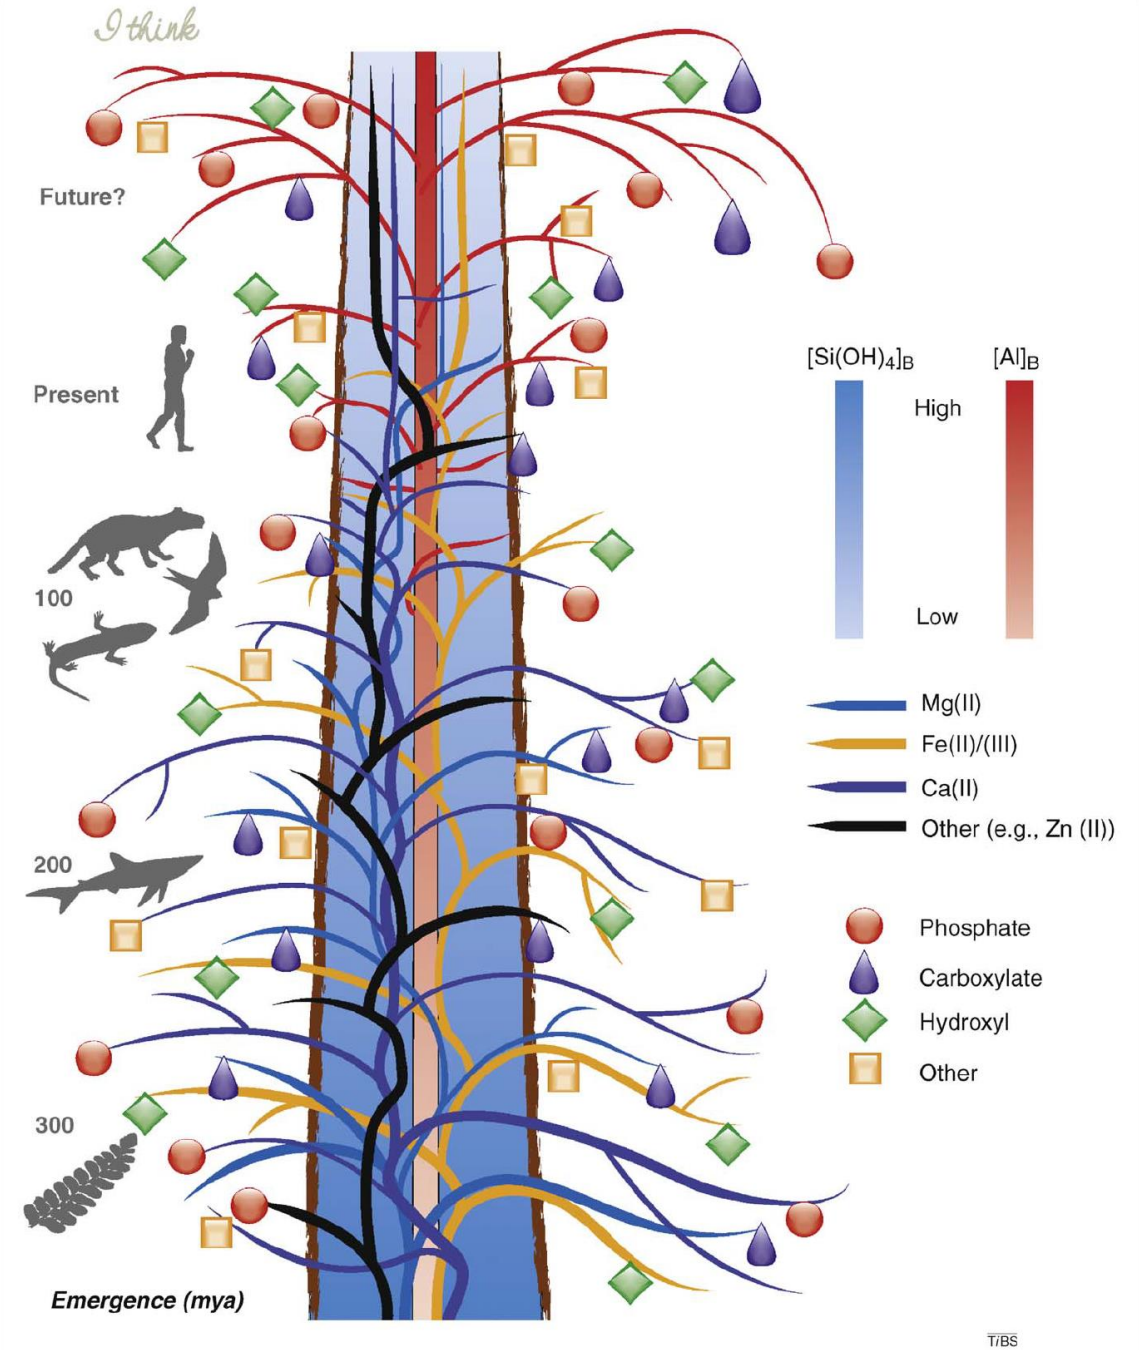 I think
Future?
Present
100
200
300
Emergence (mya)
[Si(OH)4]B
[Al]B
High
Low
Mg(II)
Fe(II)/(III)
Ca(II)
Other (e.g., Zn (II))
Phosphate
Carboxylate
Hydroxyl
Other
TiBS